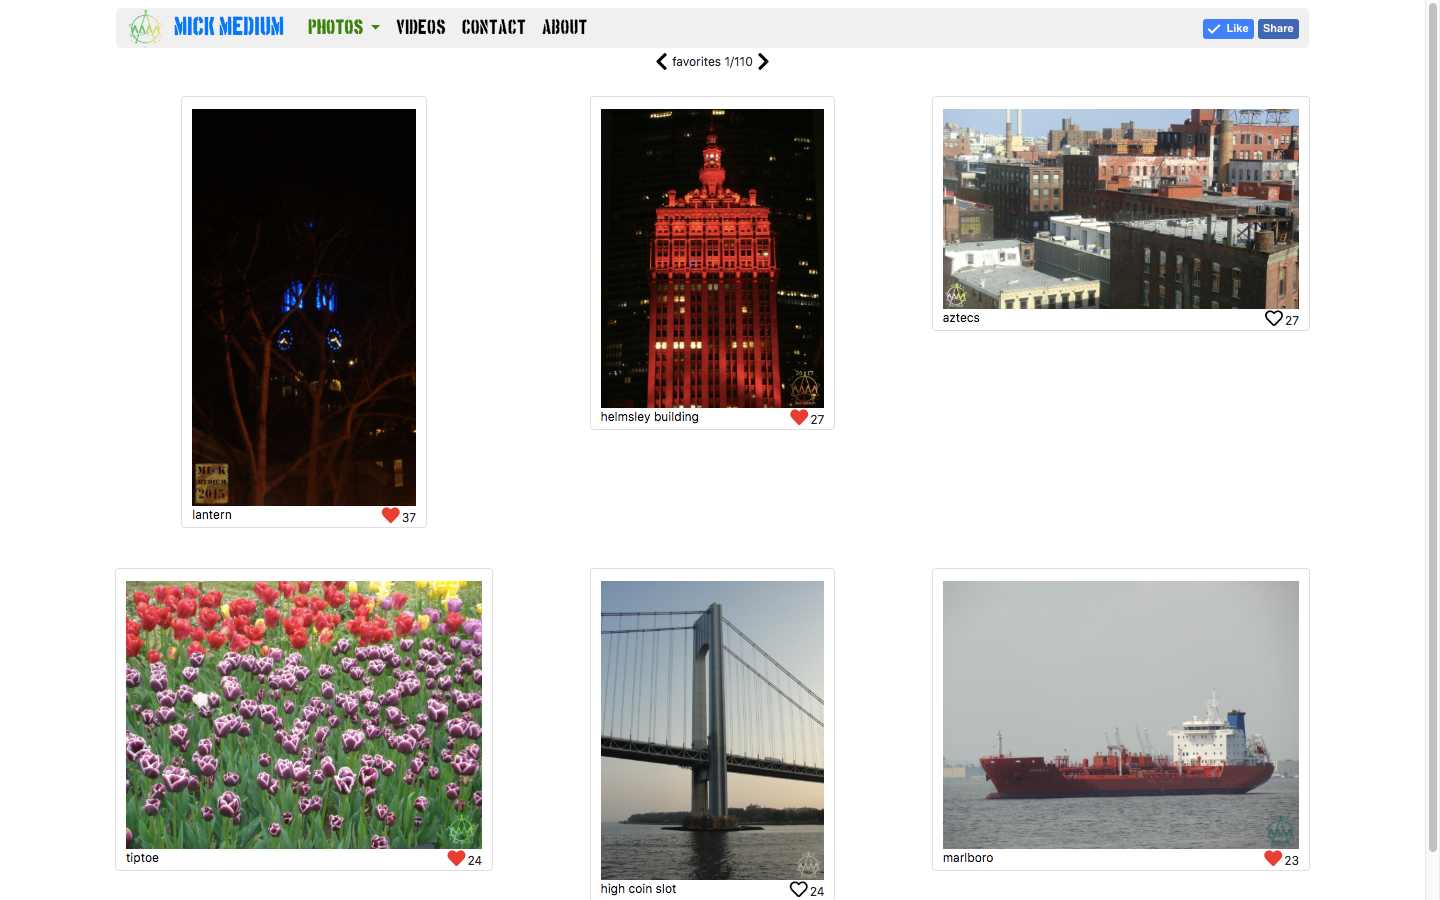 MICK MEDIUM PHOTOS VIDEOS CONTACT ABOUT Like Share
favorites 1/110
MICK
MEDIUM
2015
lantern 37
helmsley building 27
aztecs 27
tiptoe 24
high coin slot 24
marlboro 23